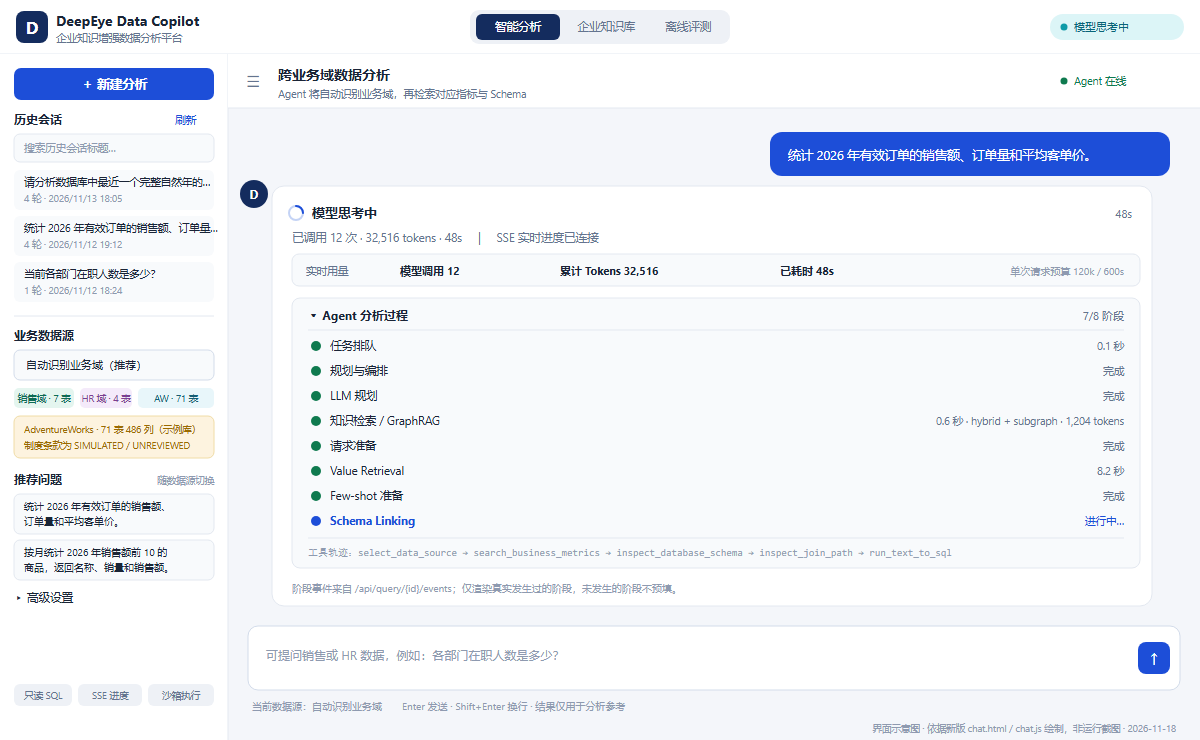 D
DeepEye Data Copilot
企业知识增强数据分析平台
智能分析 企业知识库 离线评测
模型思考中
+ 新建分析
历史会话 刷新
搜索历史会话标题...
请分析数据库中最近一个完整自然年的...
4 轮 · 2026/11/13 18:05
统计 2026 年有效订单的销售额、订单量...
4 轮 · 2026/11/12 19:12
当前各部门在职人数是多少?
1 轮 · 2026/11/12 18:24
业务数据源
自动识别业务域（推荐）
销售域 · 7 表 HR 域 · 4 表 AW · 71 表
AdventureWorks · 71 表 486 列（示例库）
制度条款为 SIMULATED / UNREVIEWED
推荐问题 随数据源切换
统计 2026 年有效订单的销售额、
订单量和平均客单价。
按月统计 2026 年销售额前 10 的
商品，返回名称、销量和销售额。
▸ 高级设置
只读 SQL SSE 进度 沙箱执行
☰ 跨业务域数据分析
Agent 将自动识别业务域，再检索对应指标与 Schema
Agent 在线
统计 2026 年有效订单的销售额、订单量和平均客单价。
D
模型思考中 48s
已调用 12 次 · 32,516 tokens · 48s | SSE 实时进度已连接
实时用量 模型调用 12 累计 Tokens 32,516 已耗时 48s 单次请求预算 120k / 600s
▾ Agent 分析过程 7/8 阶段
任务排队 0.1 秒
规划与编排 完成
LLM 规划 完成
知识检索 / GraphRAG 0.6 秒 · hybrid + subgraph · 1,204 tokens
请求准备 完成
Value Retrieval 8.2 秒
Few-shot 准备 完成
Schema Linking 进行中...
工具轨迹：select_data_source → search_business_metrics → inspect_database_schema → inspect_join_path → run_text_to_sql
阶段事件来自 /api/query/{id}/events；仅渲染真实发生过的阶段，未发生的阶段不预填。
可提问销售或 HR 数据，例如：各部门在职人数是多少?
↑
当前数据源：自动识别业务域 Enter 发送 · Shift+Enter 换行 · 结果仅用于分析参考
界面示意图 · 依据新版 chat.html / chat.js 绘制，非运行截图 · 2026-11-18